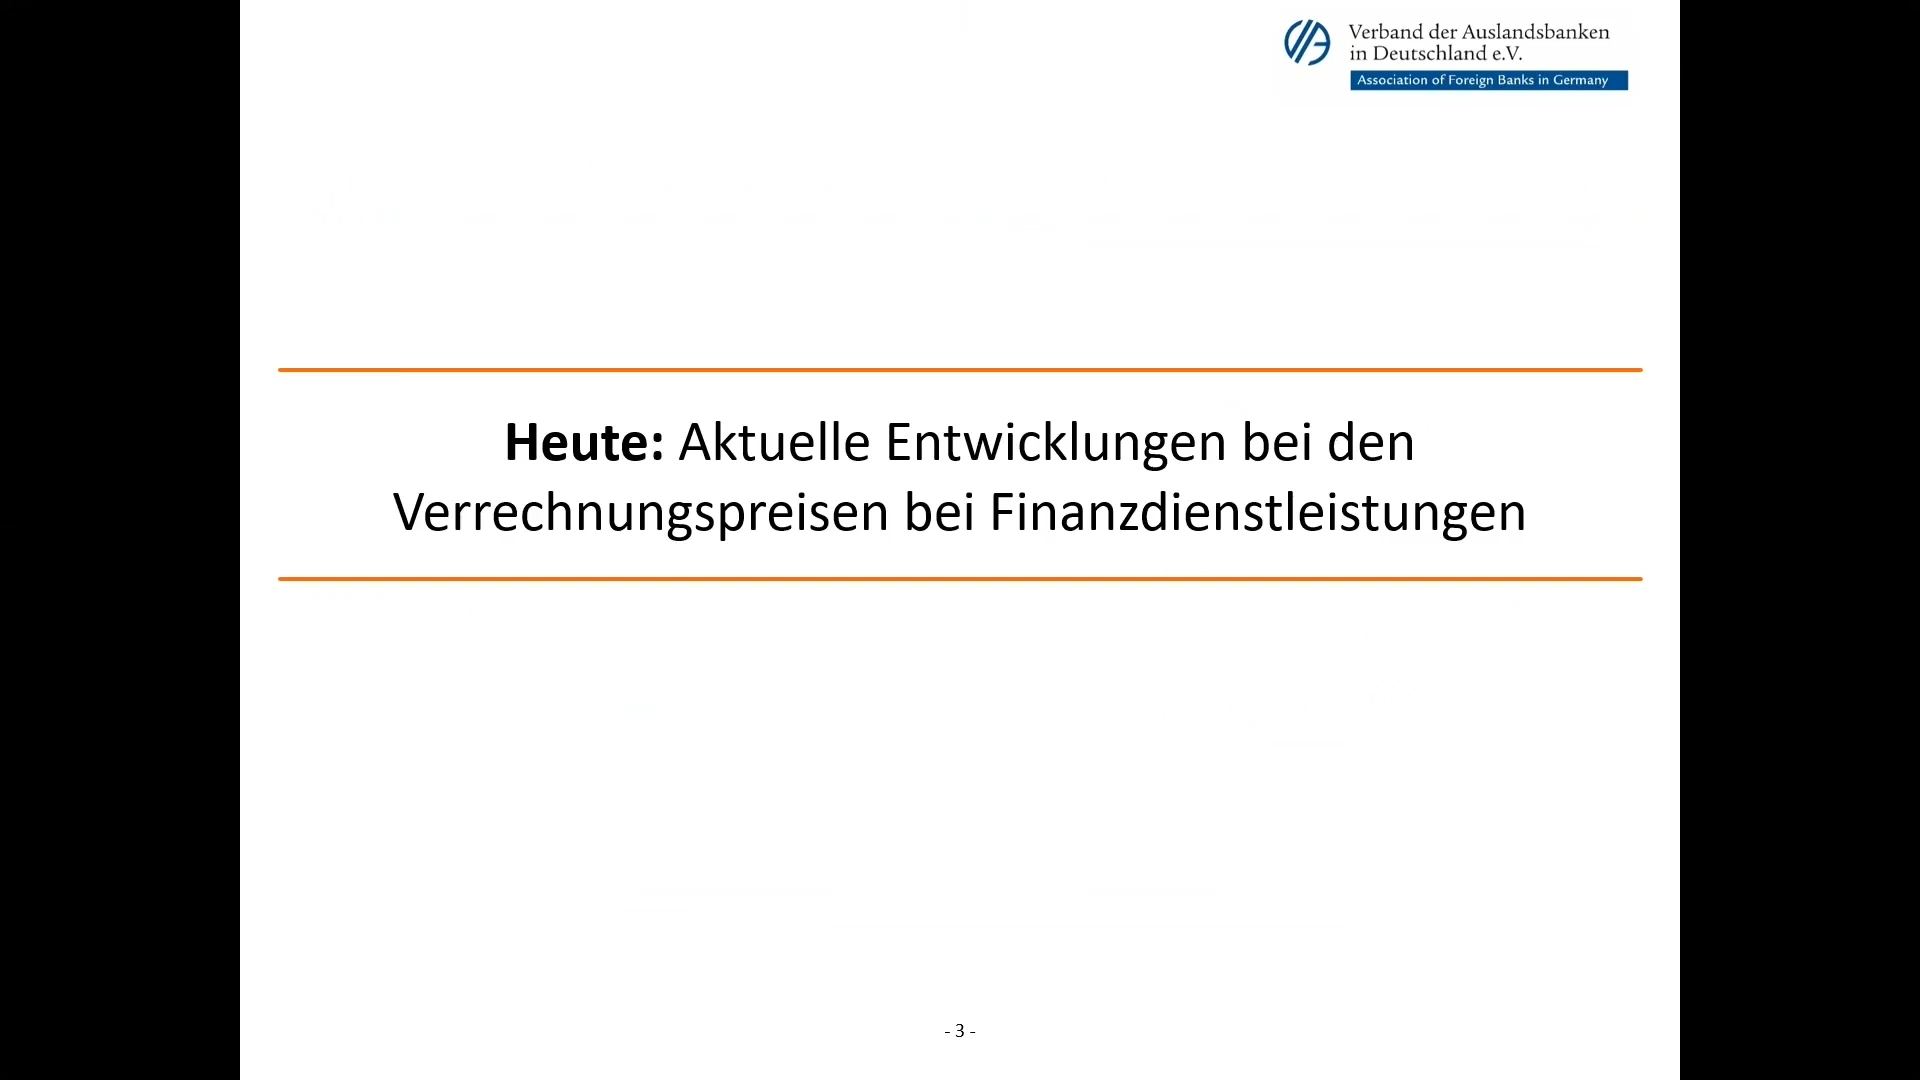 Verband der Auslandsbanken
in Deutschland e.V.
Association of Foreign Banks in Germany
Heute: Aktuelle Entwicklungen bei den
Verrechnungspreisen bei Finanzdienstleistungen
- 3 -